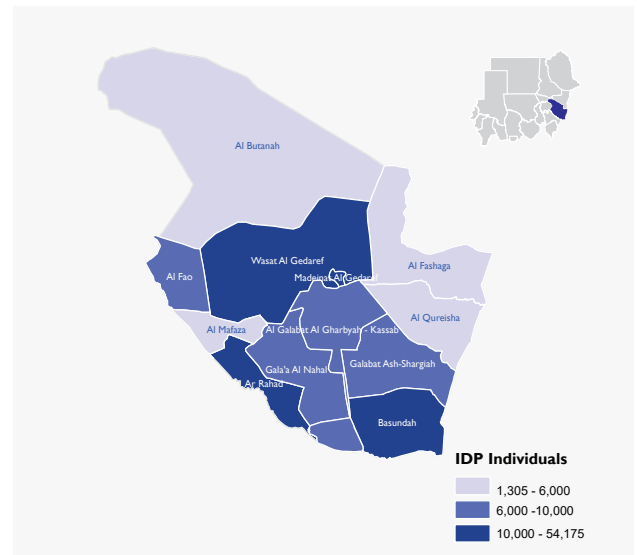 Al Butanah
Wasat Al Gedaref
Al Fashaga
Al Fao
Madeinat Al Gedaref
Al Qureisha
Al Mafaza
Al Galabat Al Gharbyah - Kassab
Galabat Ash-Shargiah
Gala'a Al Nahal
Ar Rahad
Basundah
IDP Individuals
1,305 - 6,000
6,000 -10,000
10,000 - 54,175